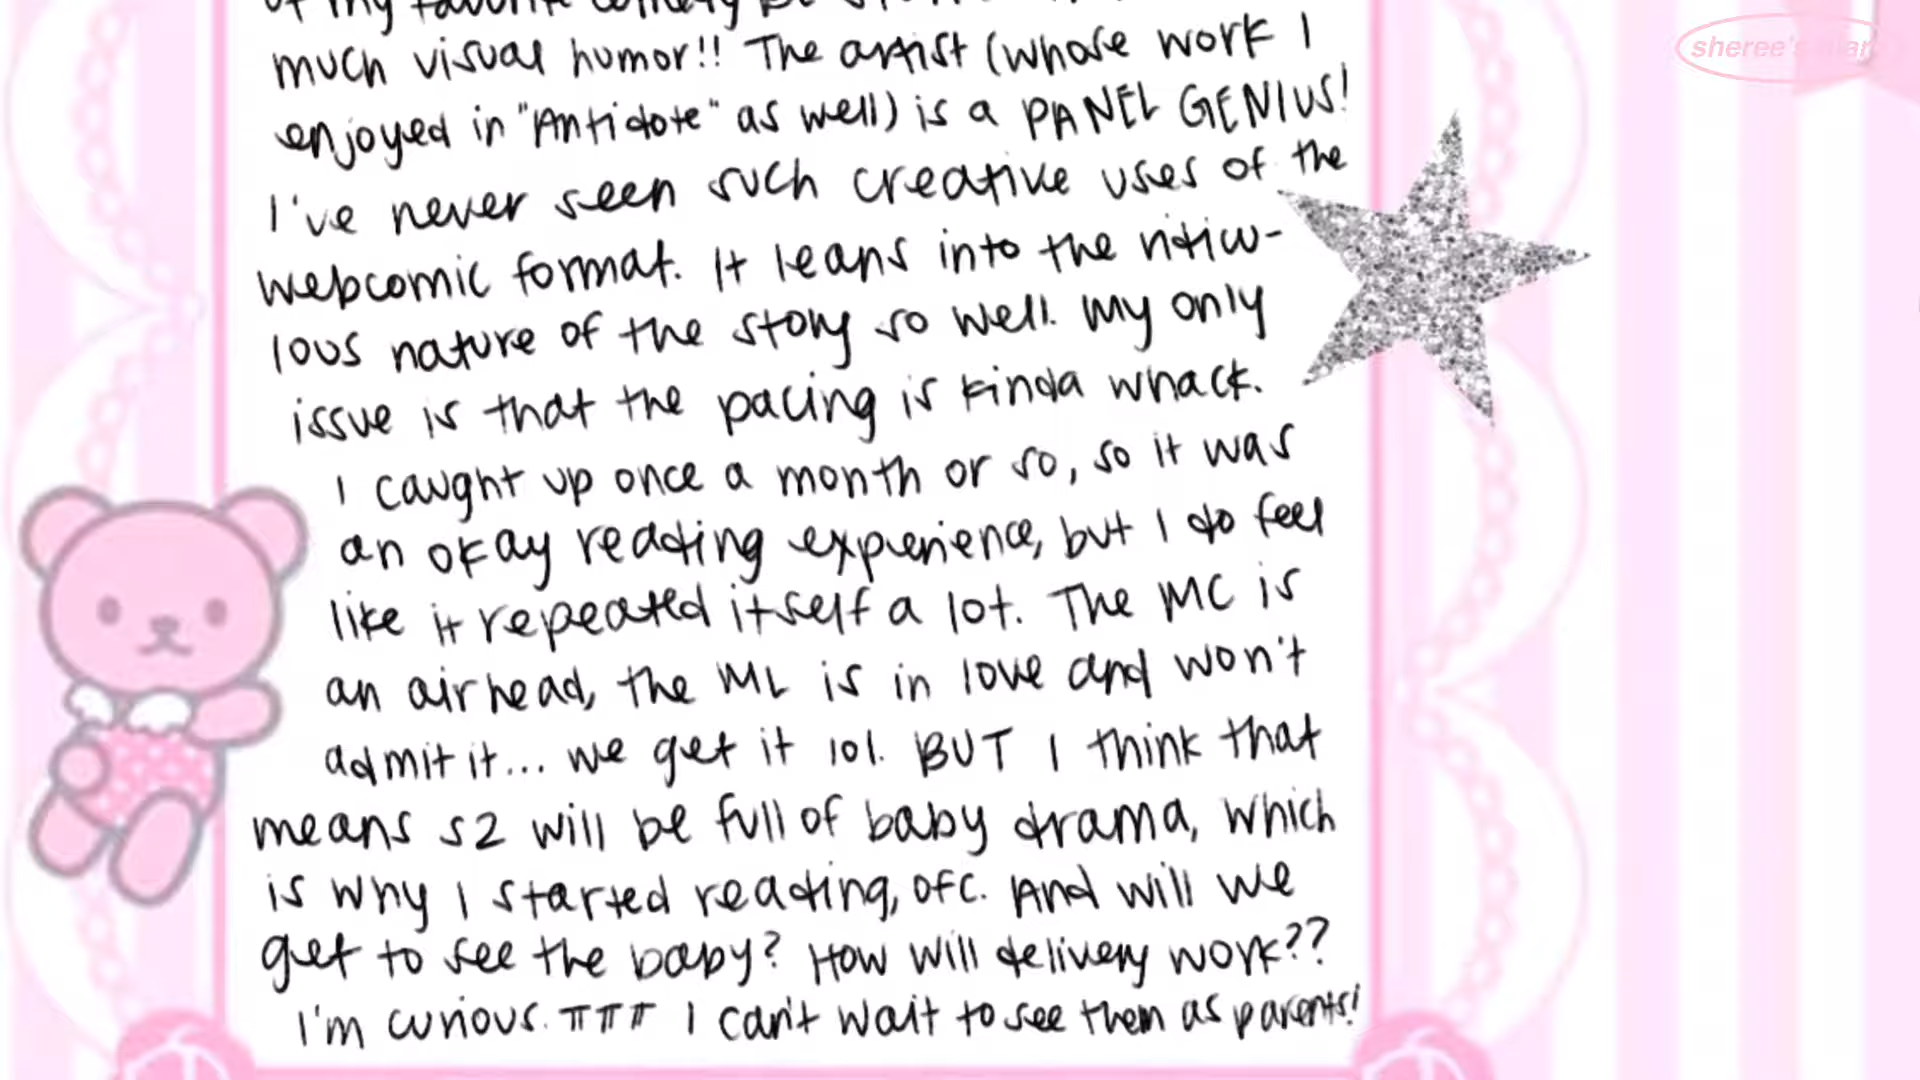 of my favorite comedy
much visual humor!! The artist (whose work I
enjoyed in "Antidote" as well) is a PANEL GENIUS!
I've never seen such creative uses of the
webcomic format. It leans into the ridicu-
lous nature of the story so well. My only
issue is that the pacing is kinda whack.
I caught up once a month or so, so it was
an okay reading experience, but I do feel
like it repeated itself a lot. The MC is
an airhead, the ML is in love and won't
admit it... we get it lol. BUT I think that
means S2 will be full of baby drama, which
is why I started reading, ofc. And will we
get to see the baby? How will delivery work??
I'm curious. TTT I can't wait to see them as parents!
sheree's